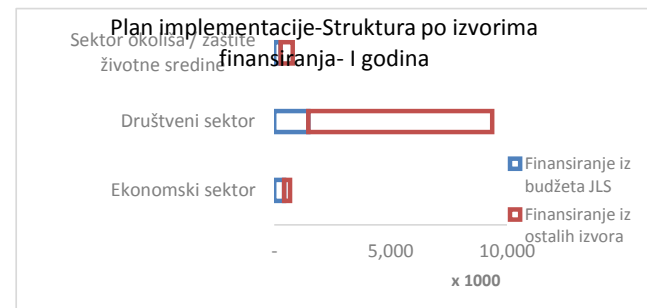 Plan implementacije-Struktura po izvorima
finansiranja- I godina
Sektor okoliša / zaštite
životne sredine
Društveni sektor
Ekonomski sektor
-
5,000
10,000
x 1000
Finansiranje iz
budžeta JLS
Finansiranje iz
ostalih izvora